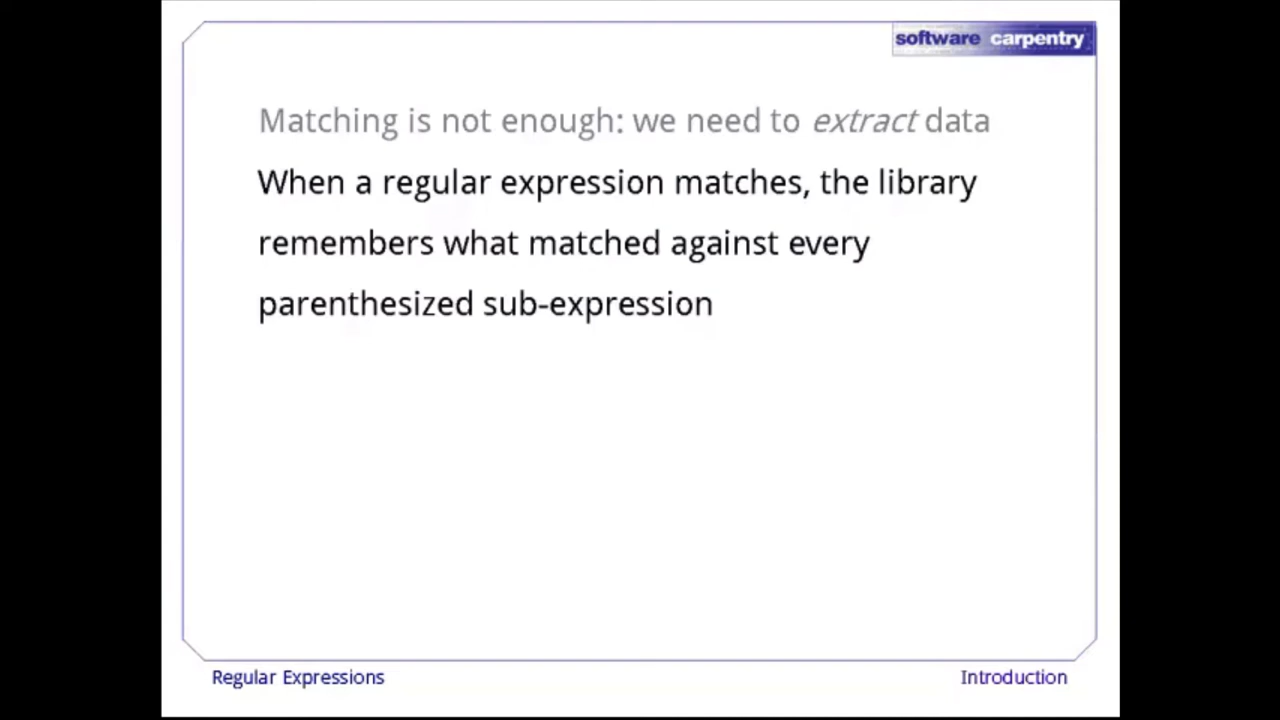 software carpentry
Matching is not enough: we need to extract data
When a regular expression matches, the library
remembers what matched against every
parenthesized sub-expression
Regular Expressions
Introduction